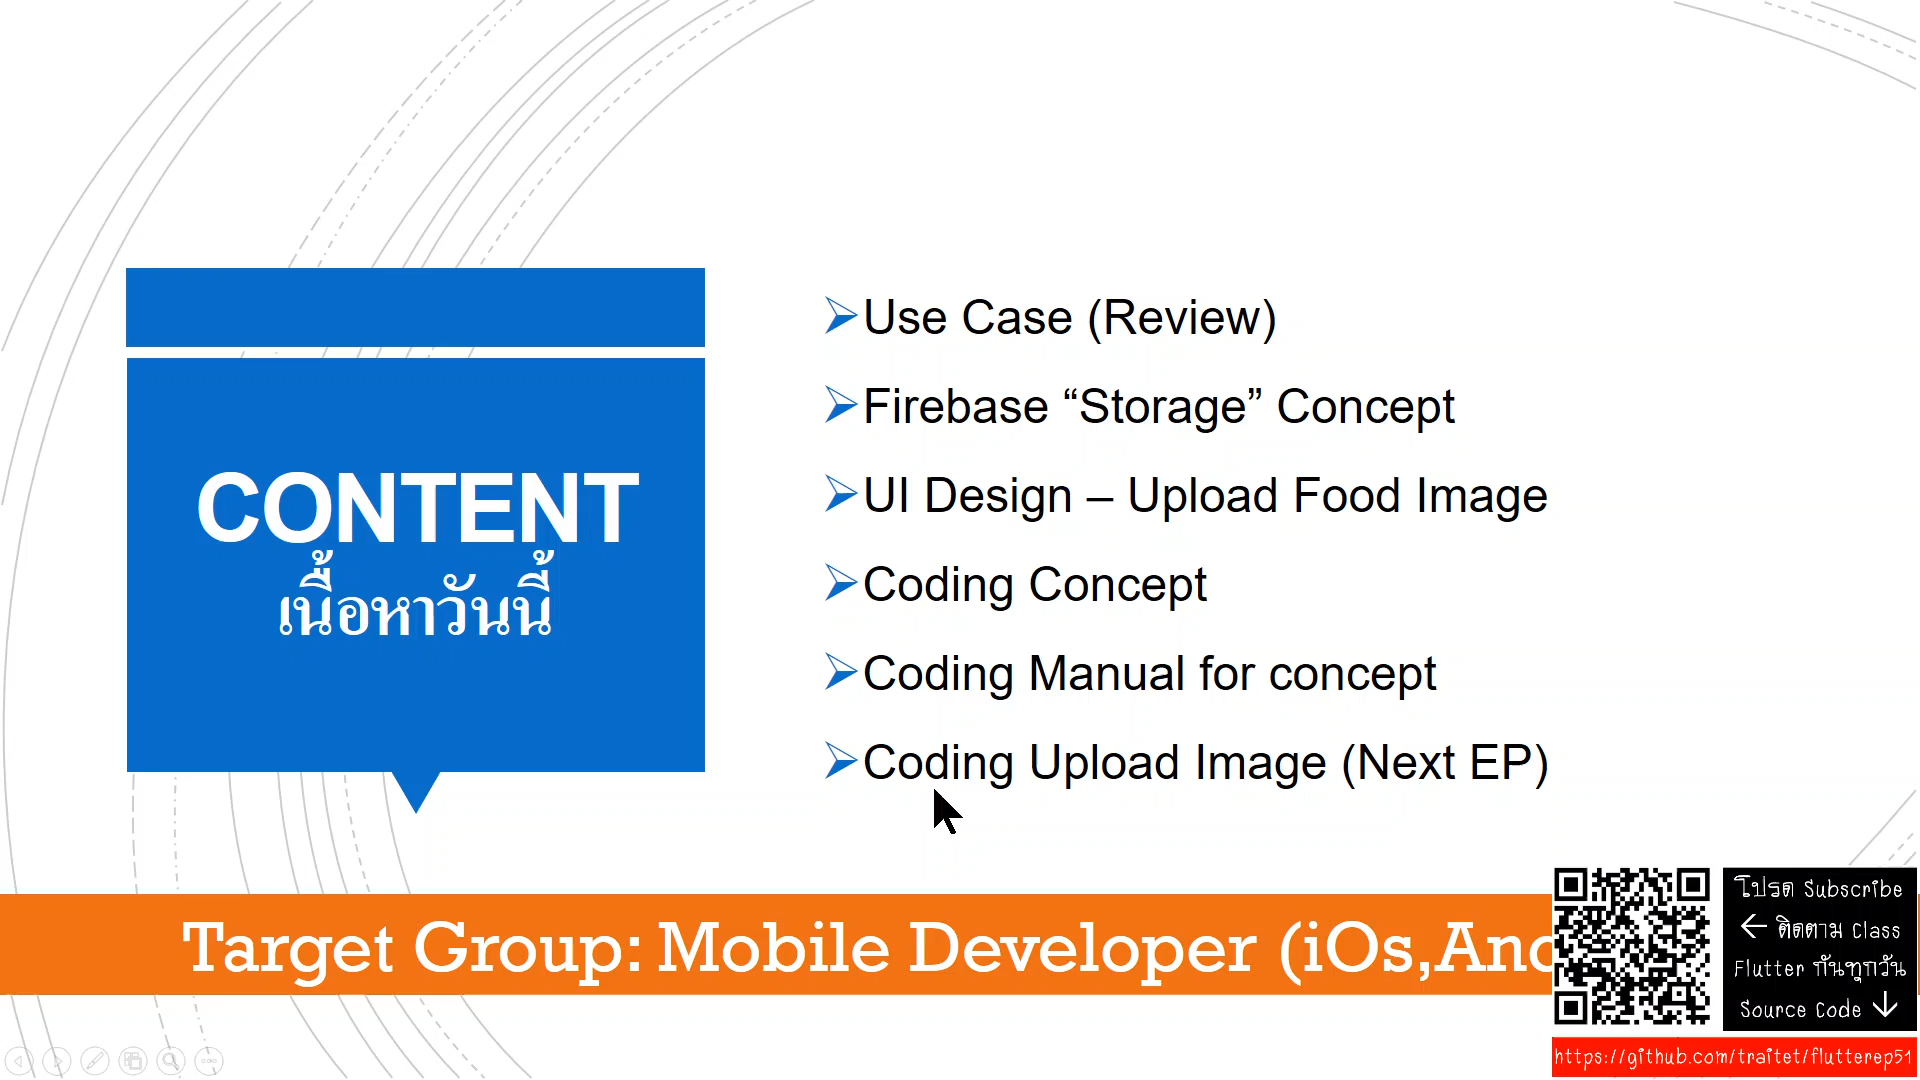 CONTENT
เนื้อหาวันนี้
Use Case (Review)
Firebase “Storage” Concept
UI Design – Upload Food Image
Coding Concept
Coding Manual for concept
Coding Upload Image (Next EP)
Target Group: Mobile Developer (iOs,And
โปรด Subscribe
← ติดตาม Class
Flutter กันทุกวัน
Source Code ↓
https://github.com/traitet/flutterep51